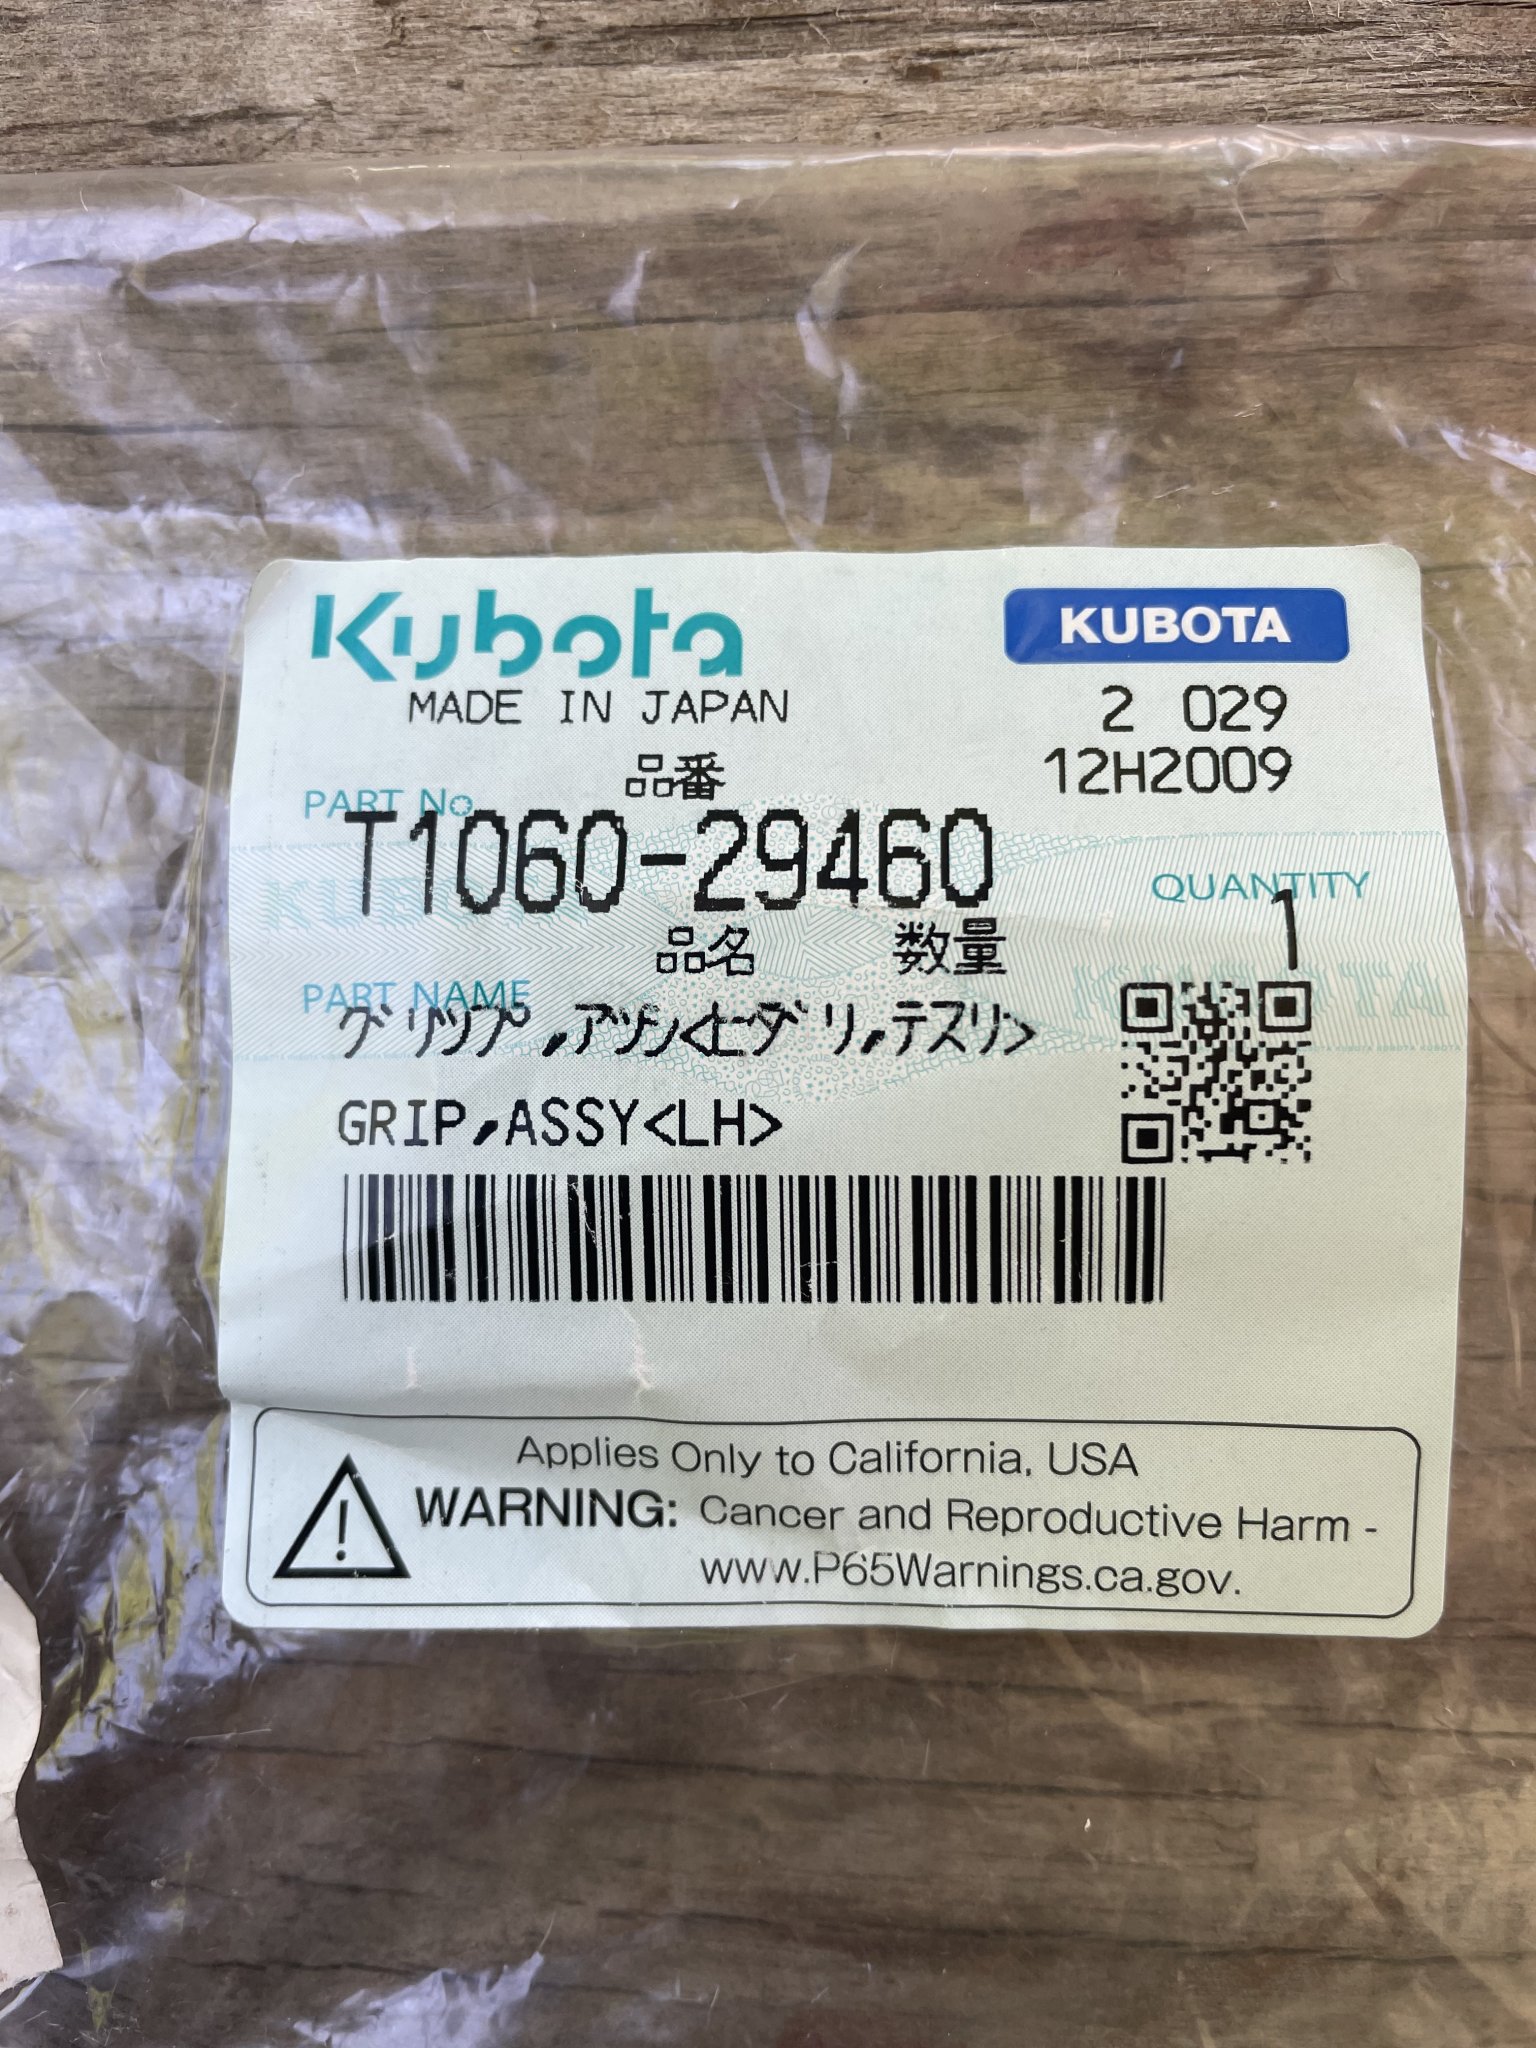 Kubota
KUBOTA
MADE IN JAPAN
2 029
12H2009
品番
PART No.
T1060-29460
QUANTITY
1
品名 数量
PART NAME
グリップ,アツシ<ヒダリ,テスリ>
GRIP,ASSY<LH>
Applies Only to California, USA
WARNING: Cancer and Reproductive Harm -
www.P65Warnings.ca.gov.